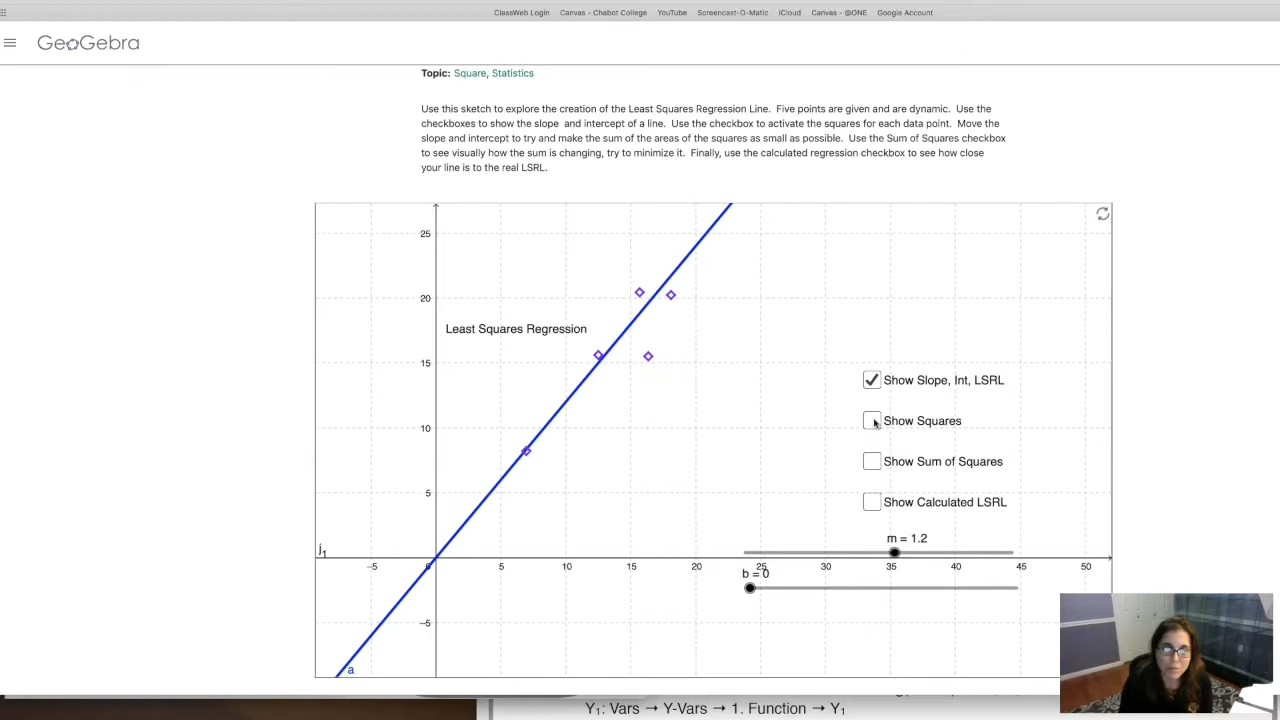 ClassWeb Login Canvas - Chabot College YouTube Screencast-O-Matic iCloud Canvas - @ONE Google Account
GeoGebra
Topic: Square, Statistics
Use this sketch to explore the creation of the Least Squares Regression Line. Five points are given and are dynamic. Use the
checkboxes to show the slope and intercept of a line. Use the checkbox to activate the squares for each data point. Move the
slope and intercept to try and make the sum of the areas of the squares as small as possible. Use the Sum of Squares checkbox
to see visually how the sum is changing, try to minimize it. Finally, use the calculated regression checkbox to see how close
your line is to the real LSRL.
25
20
Least Squares Regression
15
Show Slope, Int, LSRL
10
Show Squares
Show Sum of Squares
5
Show Calculated LSRL
m = 1.2
j1
-5 0 5 10 15 20 25 30 35 40 45 50
b = 0
-5
a
Y1: Vars → Y-Vars → 1. Function → Y1